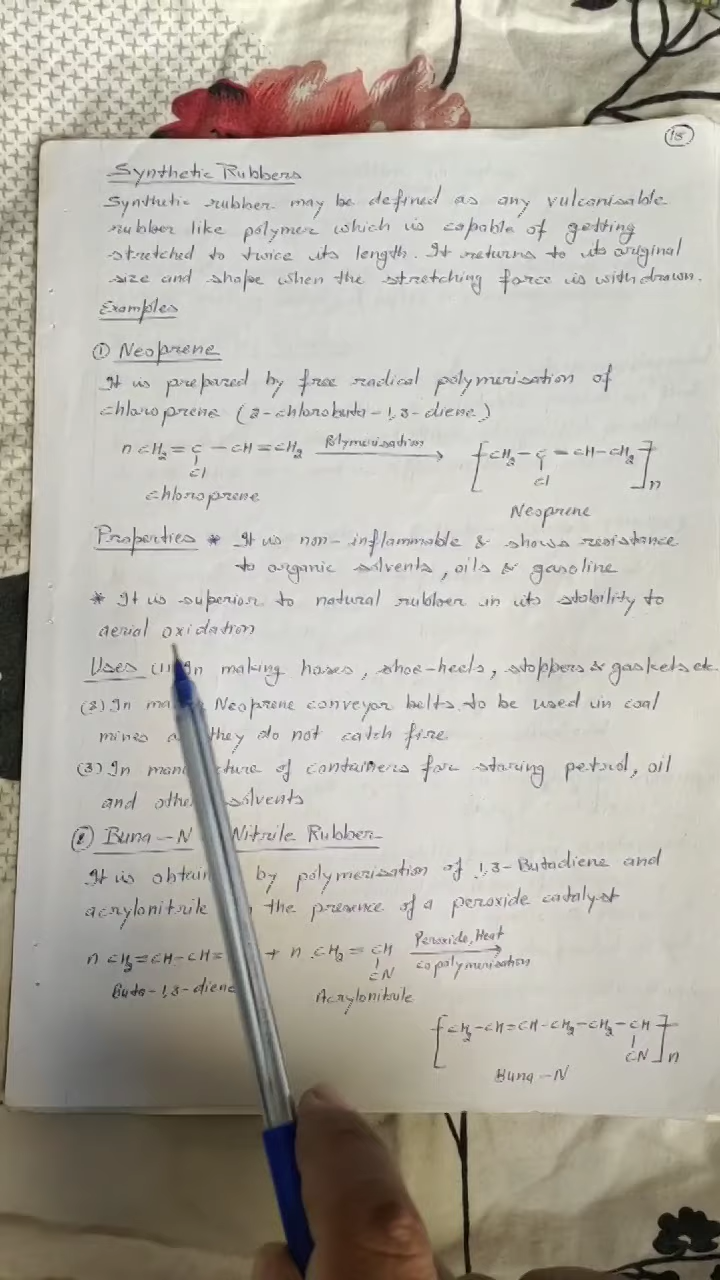 18
Synthetic Rubbers
Synthetic rubber may be defined as any vulcanisable
rubber like polymer which is capable of getting
stretched to twice its length. It returns to its original
size and shape when the stretching force is withdrawn.
Examples
① Neoprene
It is prepared by free radical polymerisation of
chloroprene (2-chlorobuta-1,3-diene)
n CH₂=C-CH=CH₂ Polymerisation → [CH₂-C=CH-CH₂]n
Cl Cl
Chloroprene
Neoprene
Properties * It is non-inflammable & shows resistance
to organic solvents, oils & gasoline
* It is superior to natural rubber in its stability to
aerial oxidation
Uses (1) In making hoses, shoe-heels, stoppers & gaskets etc.
(2) In Neoprene conveyor belts to be used in coal
mines they do not catch fire
(3) In of containers for storing petrol, oil
and solvents
② Buna-N Nitrile Rubber
It is by polymerisation of 1,3-Butadiene and
acrylonitrile the presence of a peroxide catalyst
n CH₂=CH-CH= + n CH₂=CH Peroxide, Heat → copolymerisation
CN
Buta-1,3-diene Acrylonitrile
[CH₂-CH=CH-CH₂-CH₂-CH]n
CN
Buna-N